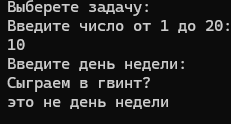 Выберете задачу:
Введите число от 1 до 20:
10
Введите день недели:
Сыграем в гвинт?
это не день недели